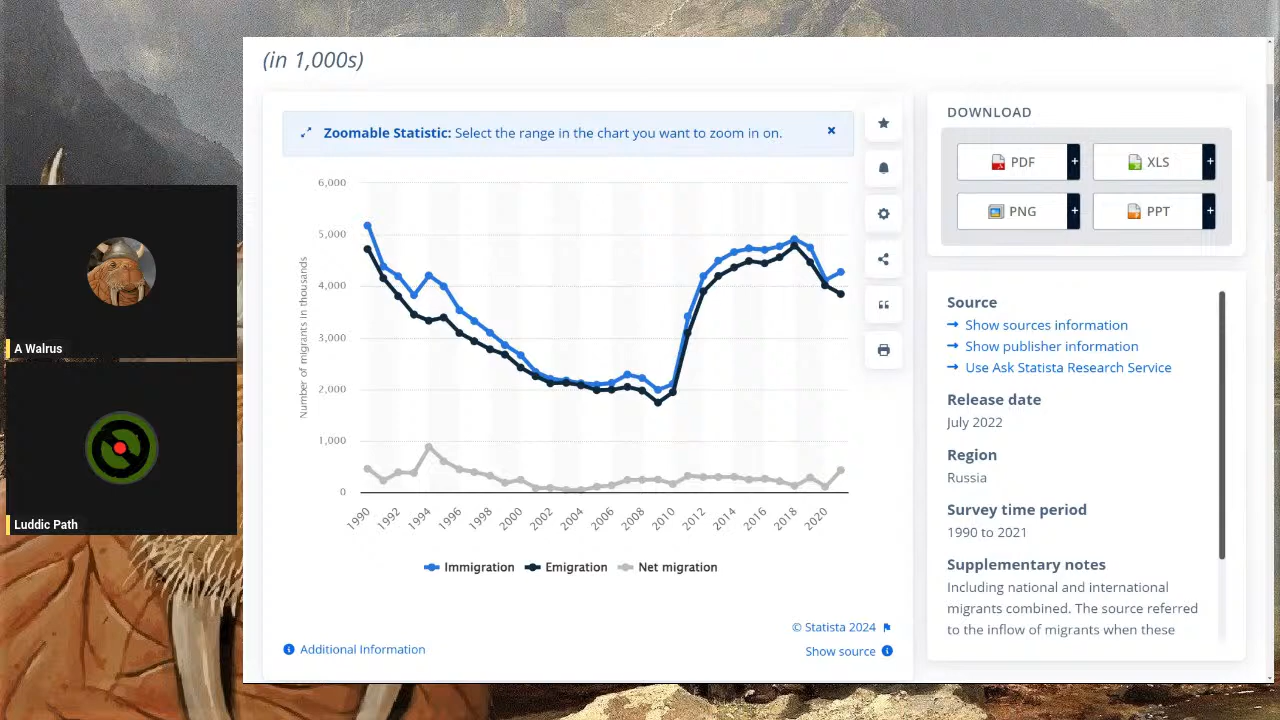 (in 1,000s)
Zoomable Statistic: Select the range in the chart you want to zoom in on.
×
6,000
5,000
4,000
3,000
2,000
1,000
0
Number of migrants in thousands
1990
1992
1994
1996
1998
2000
2002
2004
2006
2008
2010
2012
2014
2016
2018
2020
Immigration
Emigration
Net migration
© Statista 2024
Additional Information
Show source
DOWNLOAD
PDF +
XLS +
PNG +
PPT +
Source
Show sources information
Show publisher information
Use Ask Statista Research Service
Release date
July 2022
Region
Russia
Survey time period
1990 to 2021
Supplementary notes
Including national and international
migrants combined. The source referred
to the inflow of migrants when these
A Walrus
Luddic Path